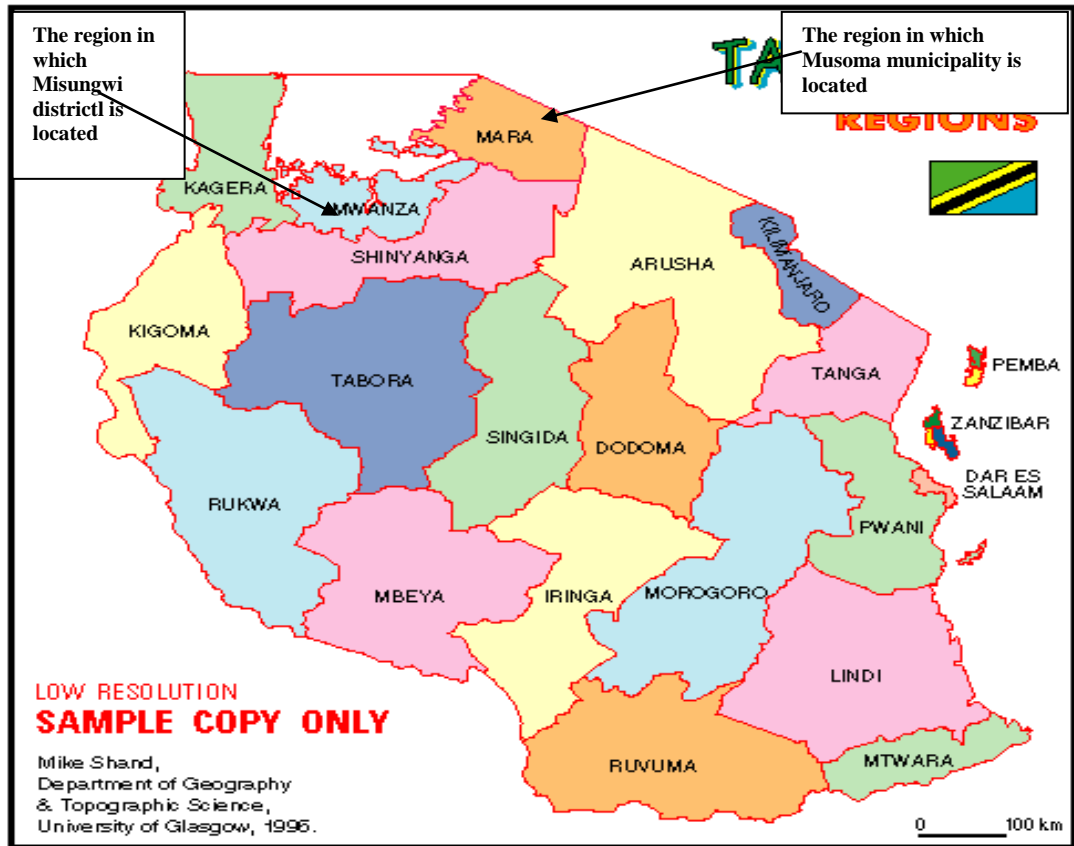 The region in
which
Misungwi
districtl is
located
The region in which
Musoma municipality is
located
TA
REGIONS
MARA
KAGERA
MWANZA
SHINYANGA
ARUSHA
KILIMANJARO
KIGOMA
TABORA
TANGA
PEMBA
SINGIDA
DODOMA
ZANZIBAR
DAR ES
SALAAM
RUKWA
PWANI
MBEYA
IRINGA
MOROGORO
LINDI
RUVUMA
MTWARA
LOW RESOLUTION
SAMPLE COPY ONLY
Mike Shand,
Department of Geography
& Topographic Science,
University of Glasgow, 1996.
0 100 km